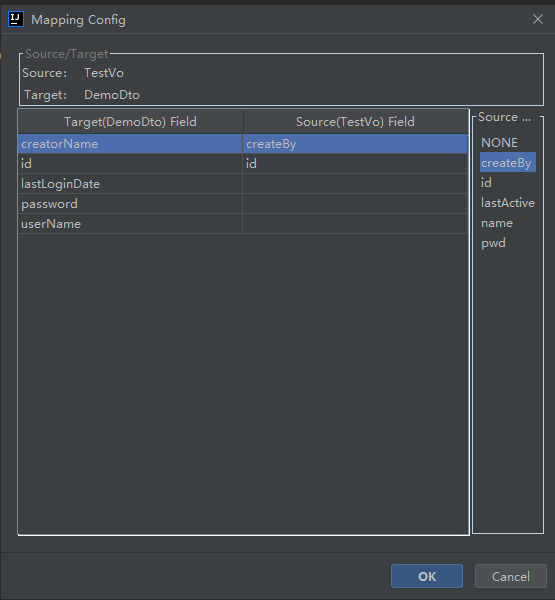 IJ Mapping Config
Source/Target
Source: TestVo
Target: DemoDto
Target(DemoDto) Field Source(TestVo) Field
creatorName createBy
id id
lastLoginDate
password
userName
Source ...
NONE
createBy
id
lastActive
name
pwd
OK Cancel